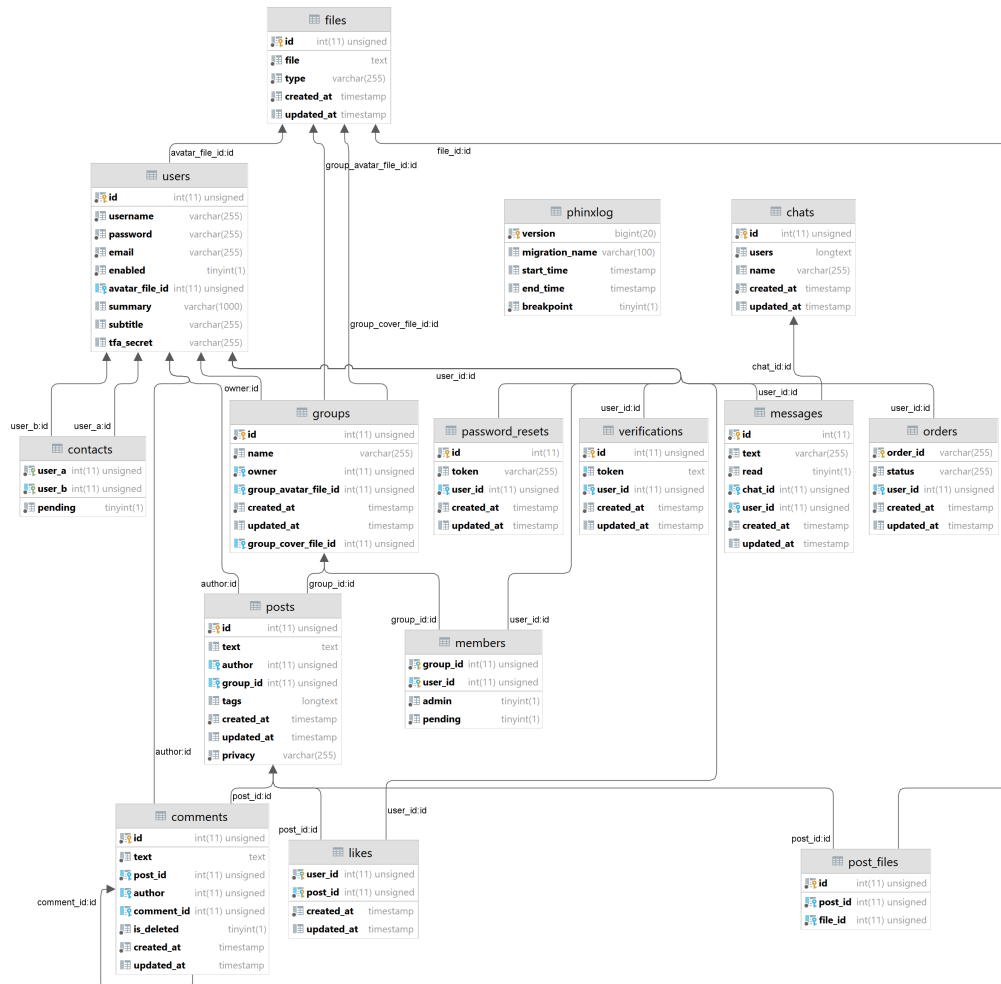 files
id int(11) unsigned
file text
type varchar(255)
created_at timestamp
updated_at timestamp
avatar_file_id:id
group_avatar_file_id:id
file_id:id
users
id int(11) unsigned
username varchar(255)
password varchar(255)
email varchar(255)
enabled tinyint(1)
avatar_file_id int(11) unsigned
summary varchar(1000)
subtitle varchar(255)
tfa_secret varchar(255)
phinxlog
version bigint(20)
migration_name varchar(100)
start_time timestamp
end_time timestamp
breakpoint tinyint(1)
chats
id int(11) unsigned
users longtext
name varchar(255)
created_at timestamp
updated_at timestamp
group_cover_file_id:id
chat_id:id
user_id:id
owner:id
user_id:id
user_b:id
user_a:id
user_id:id
user_id:id
contacts
user_a int(11) unsigned
user_b int(11) unsigned
pending tinyint(1)
groups
id int(11) unsigned
name varchar(255)
owner int(11) unsigned
group_avatar_file_id int(11) unsigned
created_at timestamp
updated_at timestamp
group_cover_file_id int(11) unsigned
password_resets
id int(11)
token varchar(255)
user_id int(11) unsigned
created_at timestamp
updated_at timestamp
verifications
id int(11) unsigned
token text
user_id int(11) unsigned
created_at timestamp
updated_at timestamp
messages
id int(11)
text varchar(255)
read tinyint(1)
chat_id int(11) unsigned
user_id int(11) unsigned
created_at timestamp
updated_at timestamp
orders
order_id varchar(255)
status varchar(255)
user_id int(11) unsigned
created_at timestamp
updated_at timestamp
author:id
group_id:id
group_id:id
user_id:id
posts
id int(11) unsigned
text text
author int(11) unsigned
group_id int(11) unsigned
tags longtext
created_at timestamp
updated_at timestamp
privacy varchar(255)
members
group_id int(11) unsigned
user_id int(11) unsigned
admin tinyint(1)
pending tinyint(1)
author:id
post_id:id
user_id:id
post_id:id
post_id:id
comments
id int(11) unsigned
text text
post_id int(11) unsigned
author int(11) unsigned
comment_id int(11) unsigned
is_deleted tinyint(1)
created_at timestamp
updated_at timestamp
comment_id:id
likes
user_id int(11) unsigned
post_id int(11) unsigned
created_at timestamp
updated_at timestamp
post_files
id int(11) unsigned
post_id int(11) unsigned
file_id int(11) unsigned